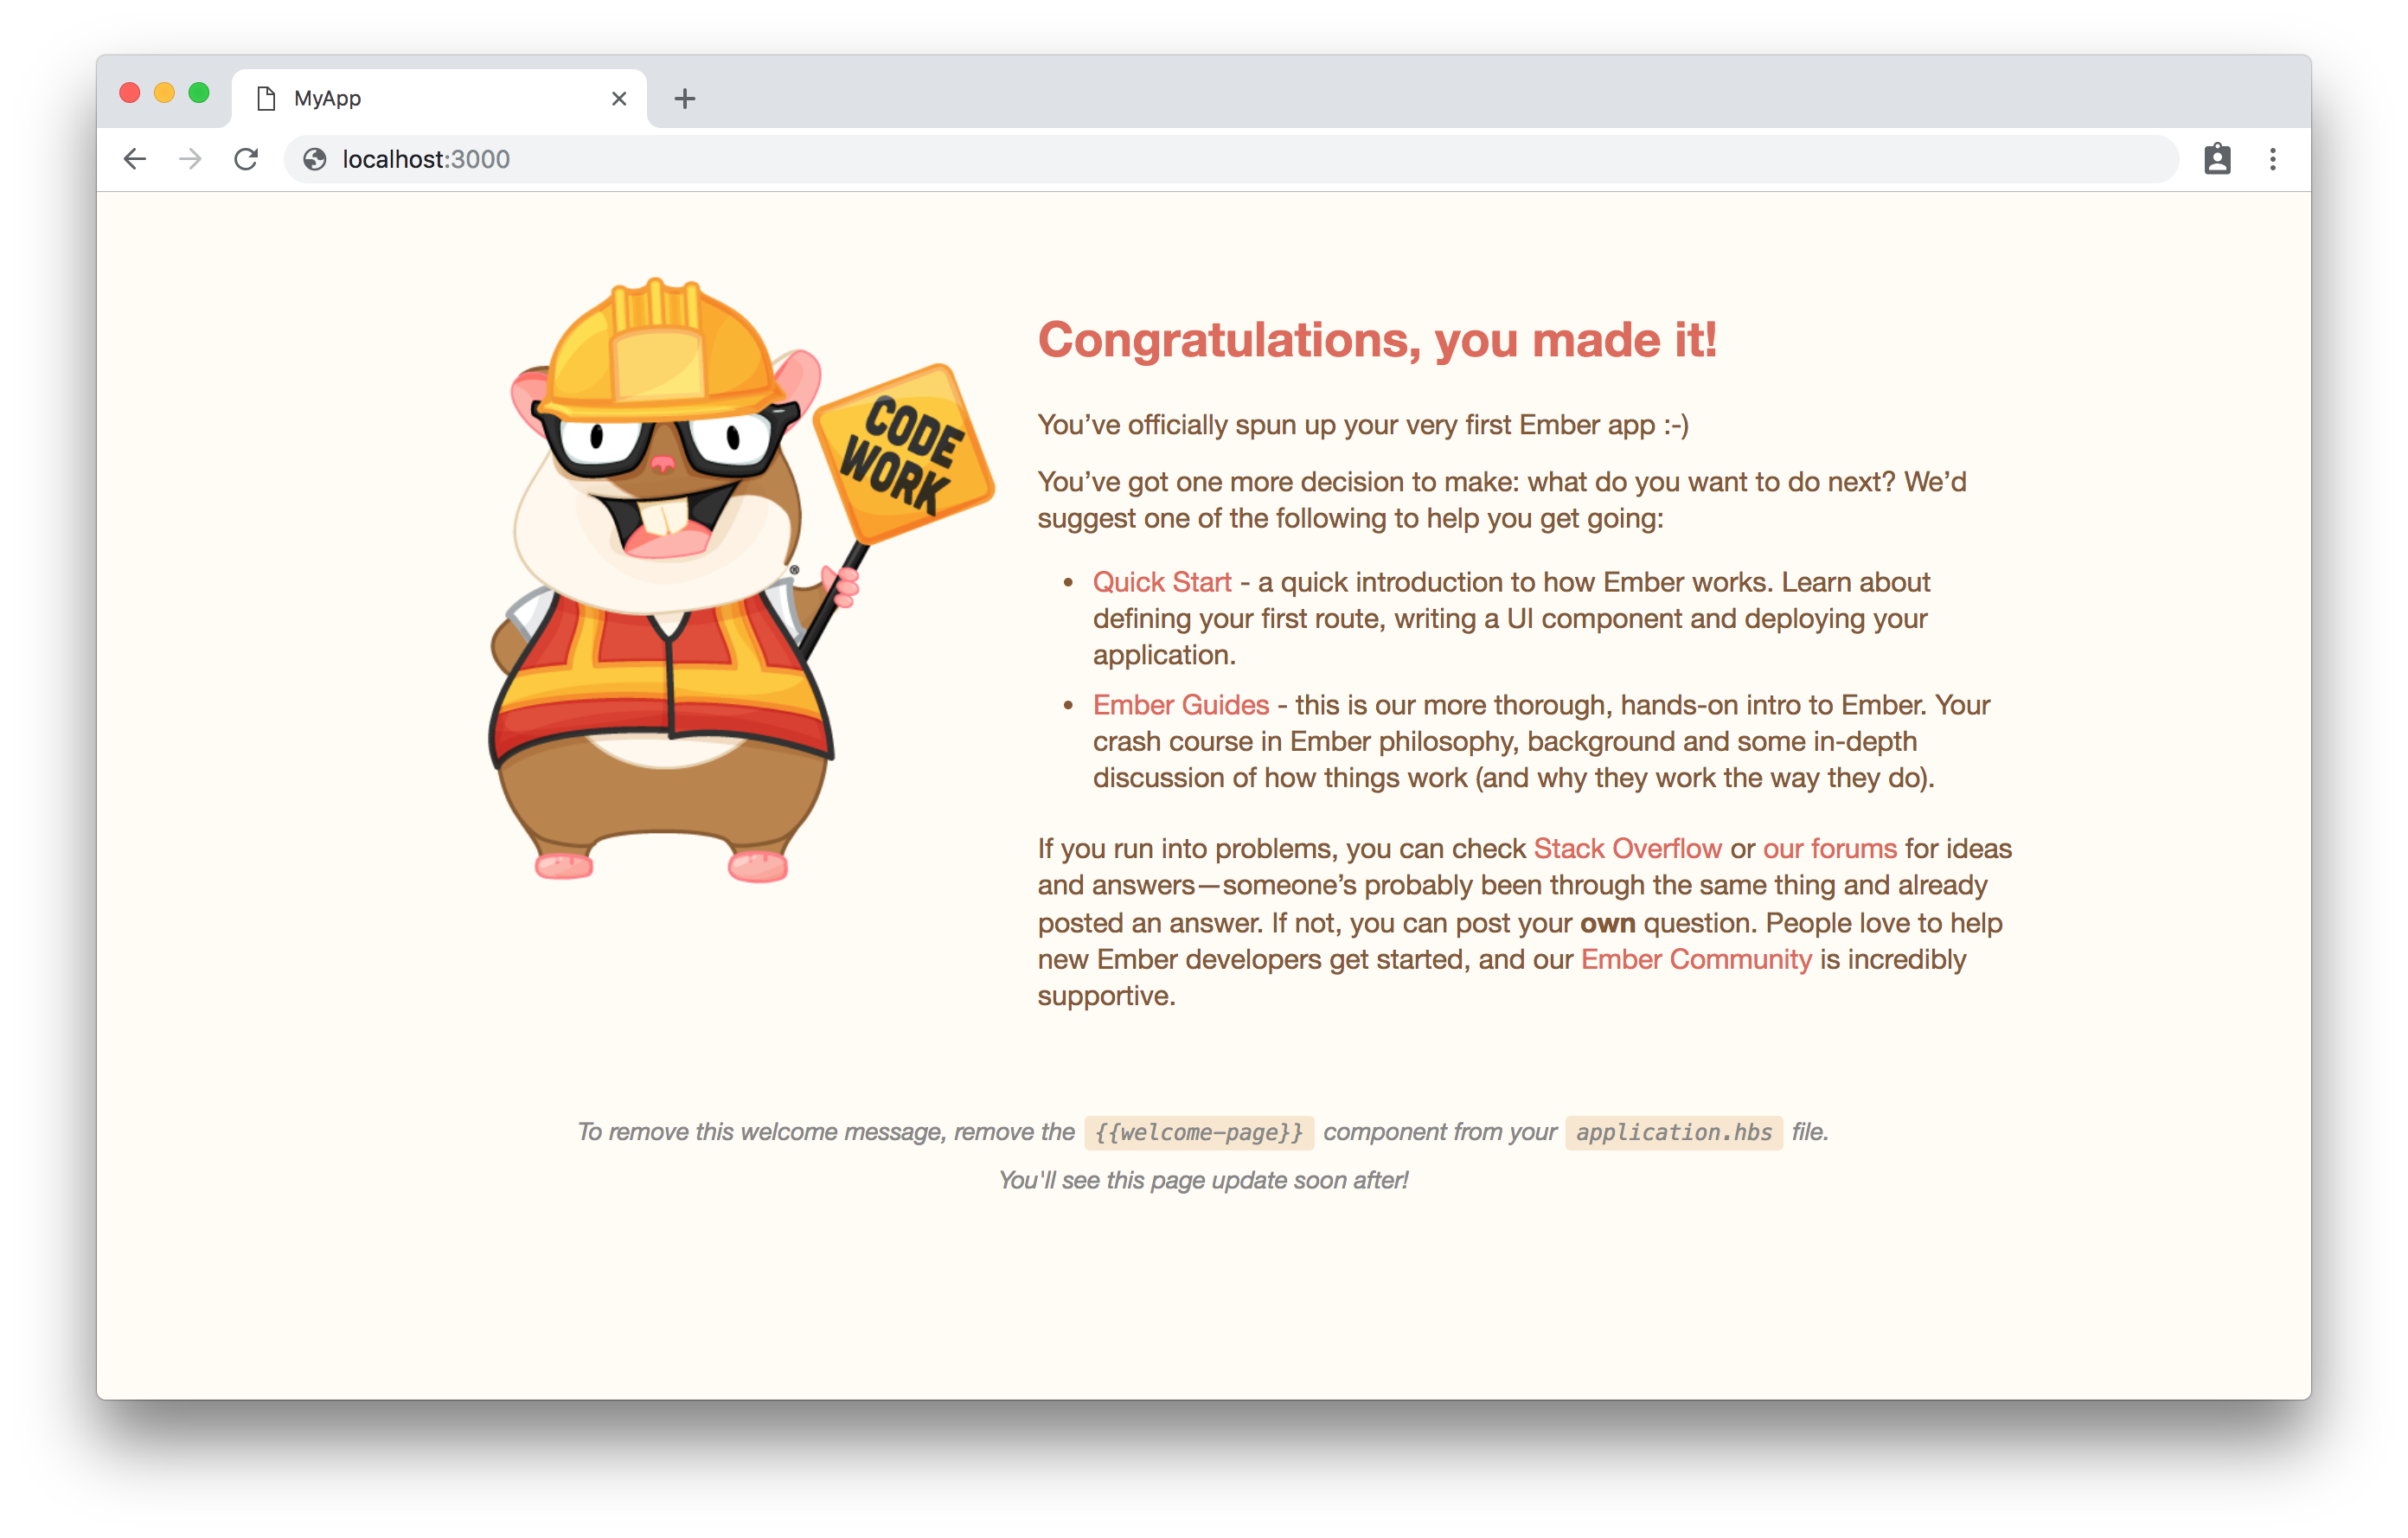 MyApp
localhost:3000
CODE
WORK
®
Congratulations, you made it!
You’ve officially spun up your very first Ember app :-)
You’ve got one more decision to make: what do you want to do next? We’d
suggest one of the following to help you get going:
• Quick Start - a quick introduction to how Ember works. Learn about
defining your first route, writing a UI component and deploying your
application.
• Ember Guides - this is our more thorough, hands-on intro to Ember. Your
crash course in Ember philosophy, background and some in-depth
discussion of how things work (and why they work the way they do).
If you run into problems, you can check Stack Overflow or our forums for ideas
and answers—someone’s probably been through the same thing and already
posted an answer. If not, you can post your own question. People love to help
new Ember developers get started, and our Ember Community is incredibly
supportive.
To remove this welcome message, remove the {{welcome-page}} component from your application.hbs file.
You'll see this page update soon after!